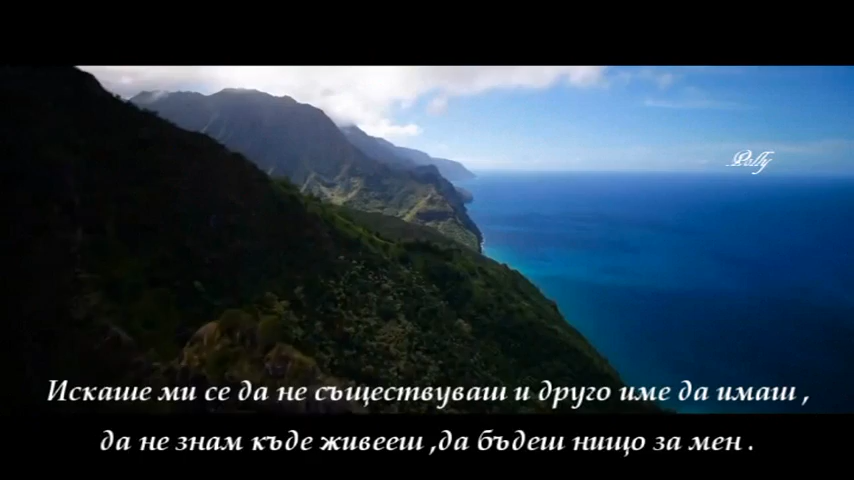 Polly
Искаше ми се да не съществуваш и друго име да имаш ,
да не знам къде живееш ,да бъдеш нищо за мен .